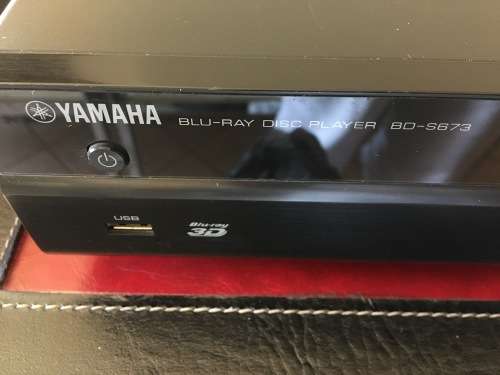 YAMAHA BLU-RAY DISC PLAYER BD-S673
USB
Blu-ray
3D